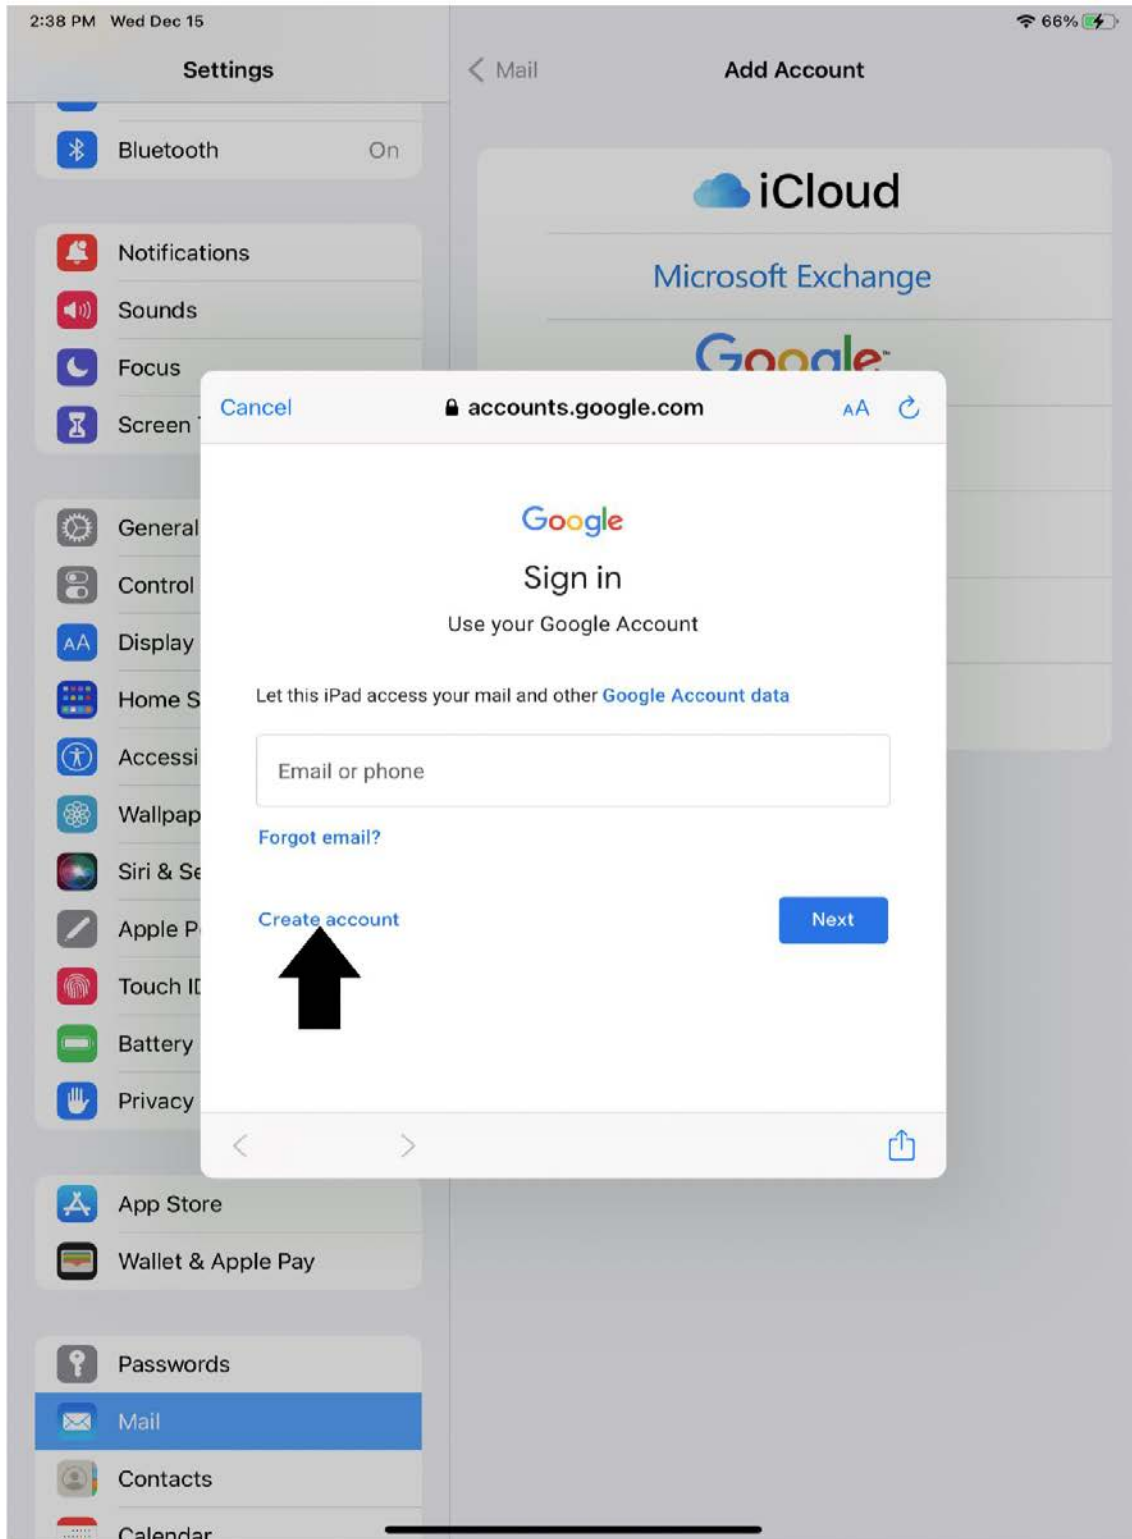 2:38 PM Wed Dec 15
66%
Settings
Bluetooth On
Notifications
Sounds
Focus
Screen
General
Control
Display
Home S
Accessi
Wallpap
Siri & Se
Apple P
Touch ID
Battery
Privacy
App Store
Wallet & Apple Pay
Passwords
Mail
Contacts
Calendar
Mail
Add Account
iCloud
Microsoft Exchange
Google™
Cancel
accounts.google.com
AA
Google
Sign in
Use your Google Account
Let this iPad access your mail and other Google Account data
Email or phone
Forgot email?
Create account
Next